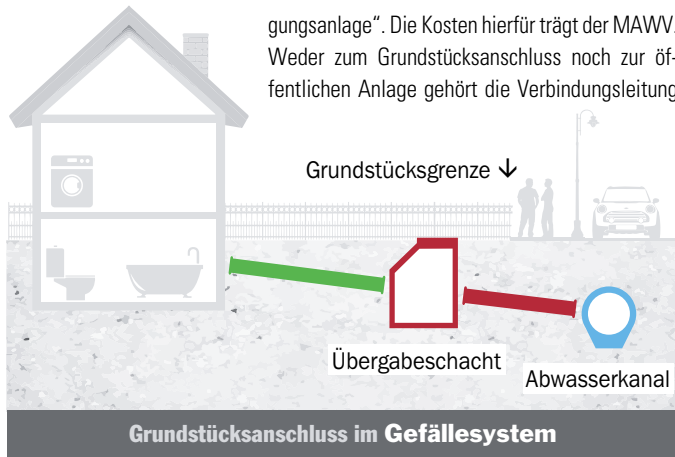 gungsanlage“. Die Kosten hierfür trägt der MAWV.
Weder zum Grundstücksanschluss noch zur öf-
fentlichen Anlage gehört die Verbindungsleitung
Grundstücksgrenze ↓
Übergabeschacht
Abwasserkanal
Grundstücksanschluss im Gefällesystem